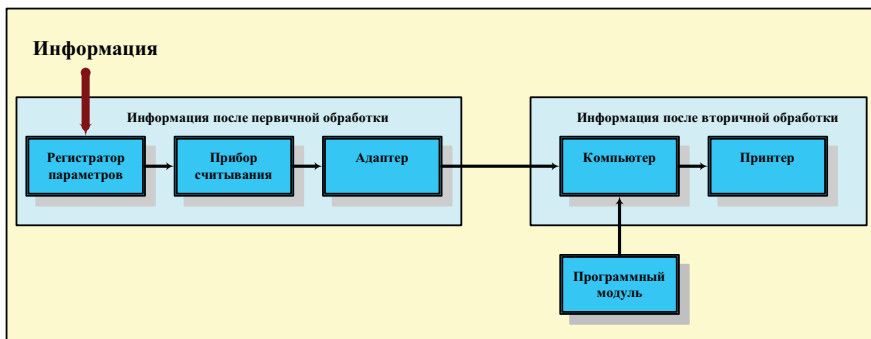 Информация
Информация после первичной обработки
Информация после вторичной обработки
Регистратор
параметров
Прибор
считывания
Адаптер
Компьютер
Принтер
Программный
модуль